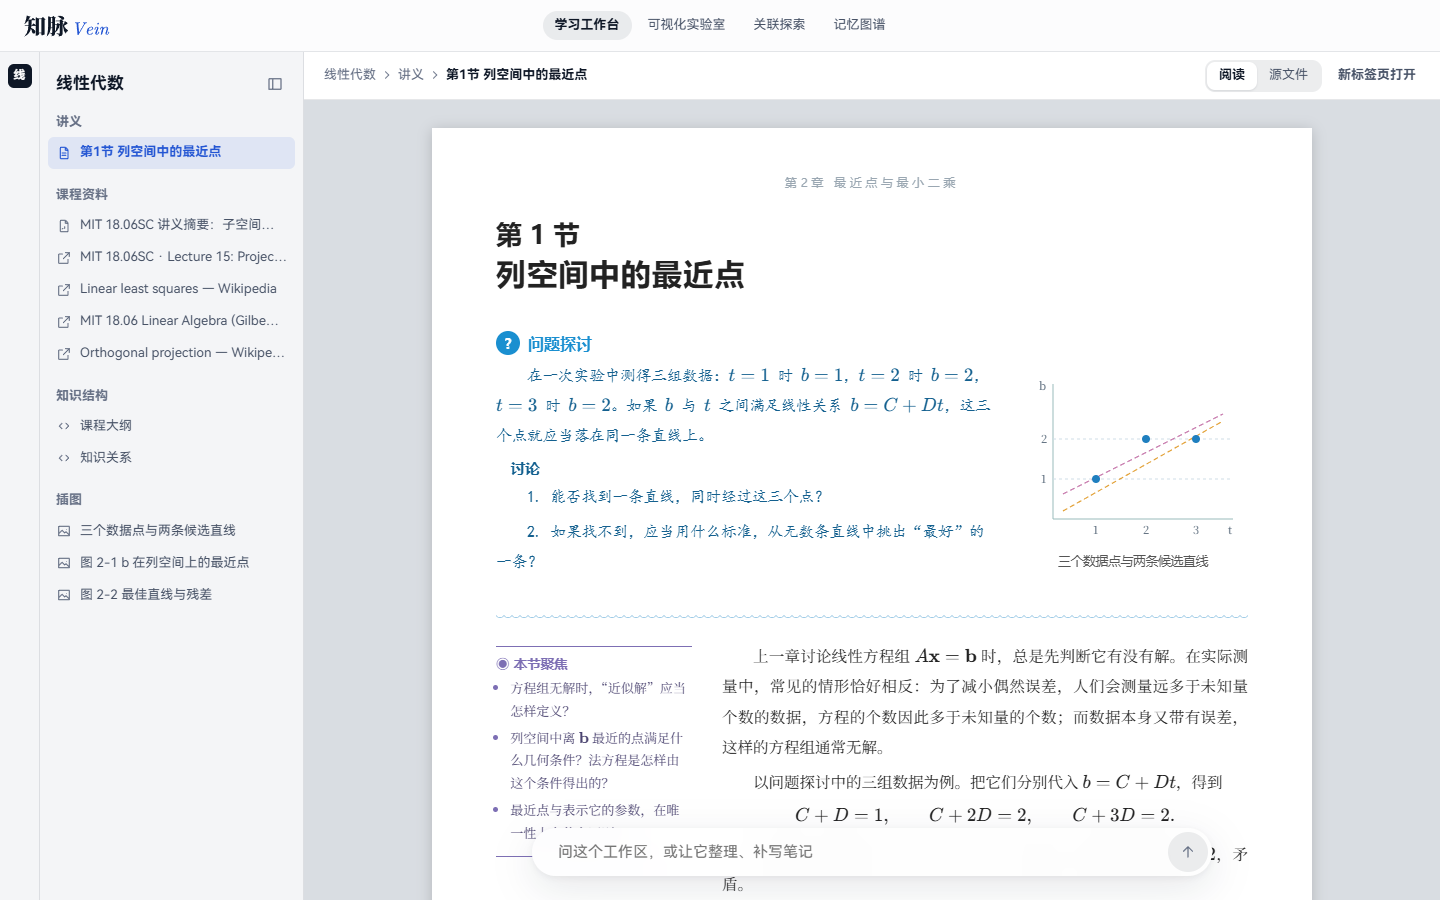 知脉 Vein
学习工作台 可视化实验室 关联探索 记忆图谱
线
线性代数
讲义
第1节 列空间中的最近点
课程资料
MIT 18.06SC 讲义摘要：子空间…
MIT 18.06SC · Lecture 15: Projec…
Linear least squares — Wikipedia
MIT 18.06 Linear Algebra (Gilbe…
Orthogonal projection — Wikipe…
知识结构
课程大纲
知识关系
插图
三个数据点与两条候选直线
图 2-1 b 在列空间上的最近点
图 2-2 最佳直线与残差
线性代数 › 讲义 › 第1节 列空间中的最近点
阅读 源文件 新标签页打开
第2章 最近点与最小二乘
第 1 节
列空间中的最近点
? 问题探讨
在一次实验中测得三组数据：t = 1 时 b = 1，t = 2 时 b = 2，
t = 3 时 b = 2。如果 b 与 t 之间满足线性关系 b = C + Dt，这三
个点就应当落在同一条直线上。
讨论
1. 能否找到一条直线，同时经过这三个点？
2. 如果找不到，应当用什么标准，从无数条直线中挑出“最好”的
一条？
b
2
1
1 2 3 t
三个数据点与两条候选直线
◉ 本节聚焦
• 方程组无解时，“近似解”应当
怎样定义？
• 列空间中离 b 最近的点满足什
么几何条件？法方程是怎样由
这个条件得出的？
• 最近点与表示它的参数，在唯
一性
上一章讨论线性方程组 Ax = b 时，总是先判断它有没有解。在实际测
量中，常见的情形恰好相反：为了减小偶然误差，人们会测量远多于未知量
个数的数据，方程的个数因此多于未知量的个数；而数据本身又带有误差，
这样的方程组通常无解。
以问题探讨中的三组数据为例。把它们分别代入 b = C + Dt，得到
C + D = 1, C + 2D = 2, C + 3D = 2.
2，矛
盾。
问这个工作区，或让它整理、补写笔记